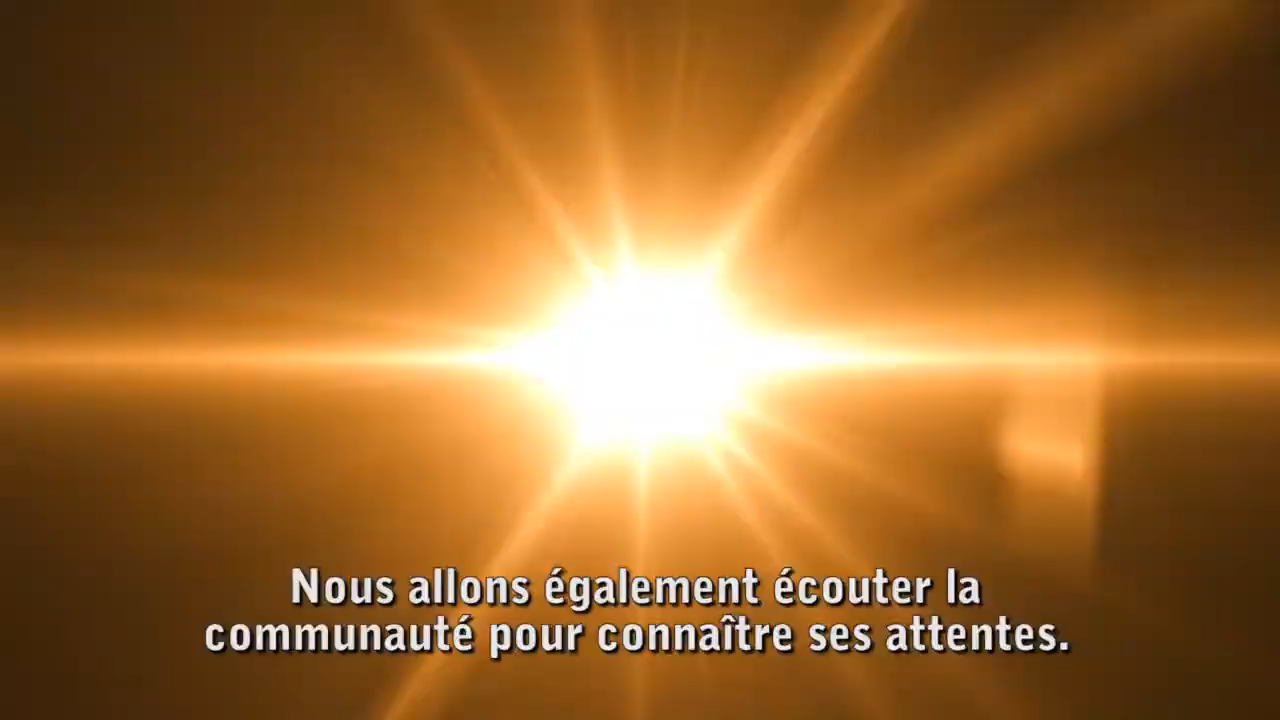 Nous allons également écouter la
communauté pour connaître ses attentes.